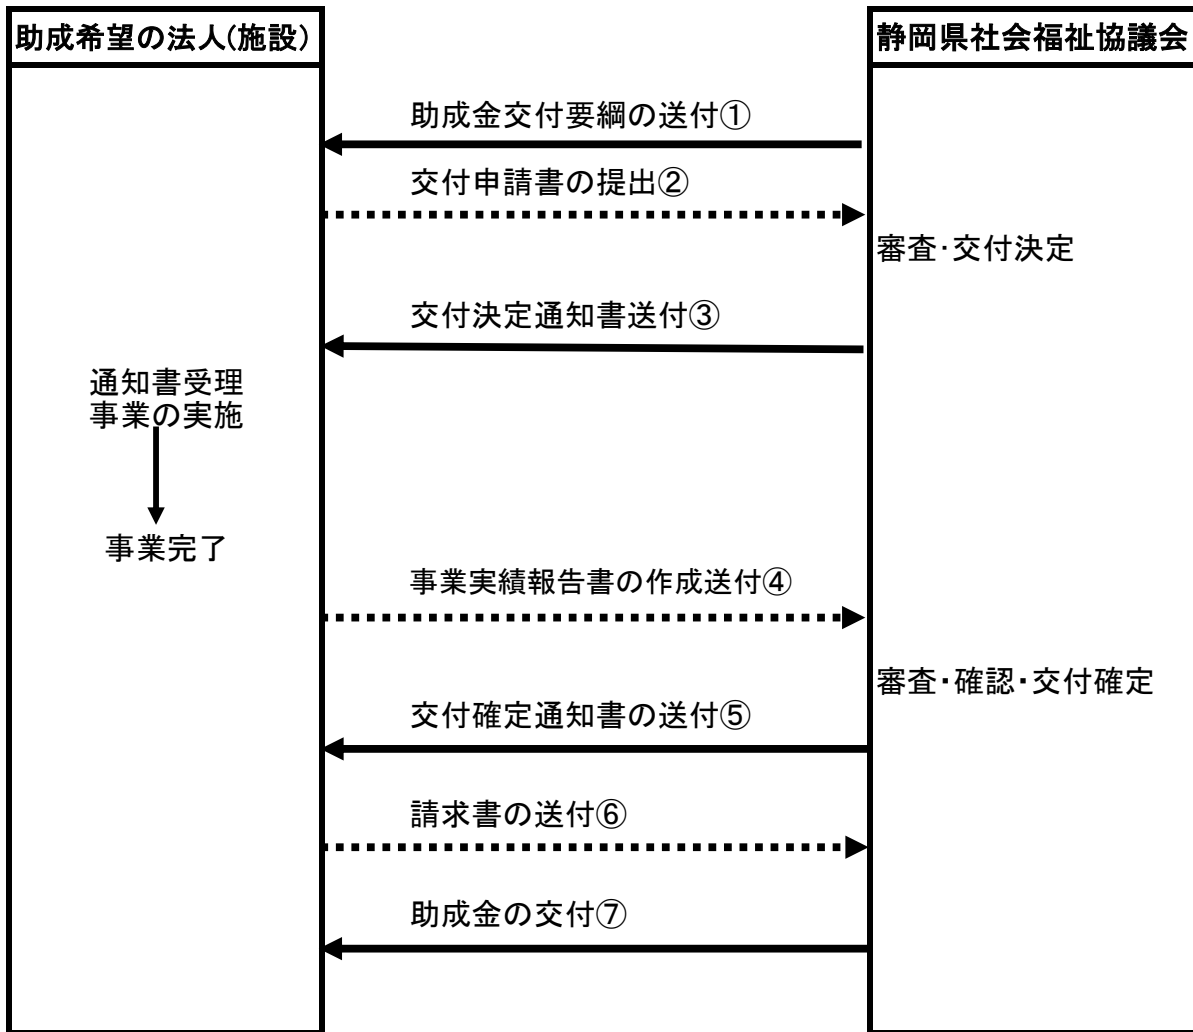 助成希望の法人(施設)
静岡県社会福祉協議会
助成金交付要綱の送付①
交付申請書の提出②
審査・交付決定
交付決定通知書送付③
通知書受理
事業の実施
事業完了
事業実績報告書の作成送付④
審査・確認・交付確定
交付確定通知書の送付⑤
請求書の送付⑥
助成金の交付⑦